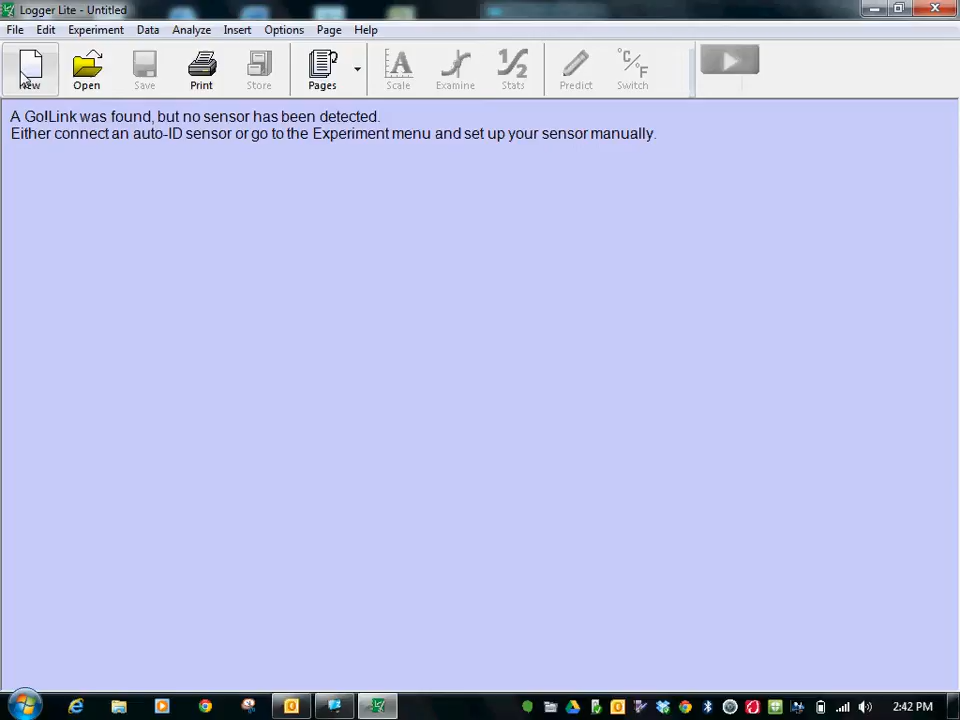 Logger Lite - Untitled
File Edit Experiment Data Analyze Insert Options Page Help
New Open Save Print Store Pages Scale Examine Stats Predict Switch
A Go!Link was found, but no sensor has been detected.
Either connect an auto-ID sensor or go to the Experiment menu and set up your sensor manually.
2:42 PM